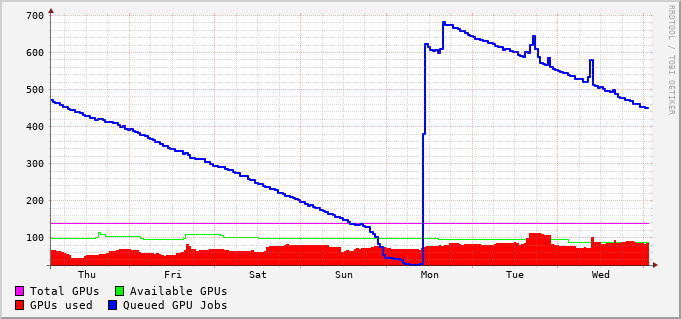 700
600
500
400
300
200
100
Thu Fri Sat Sun Mon Tue Wed
Total GPUs Available GPUs
GPUs used Queued GPU Jobs
RRDTOOL / TOBI OETIKER